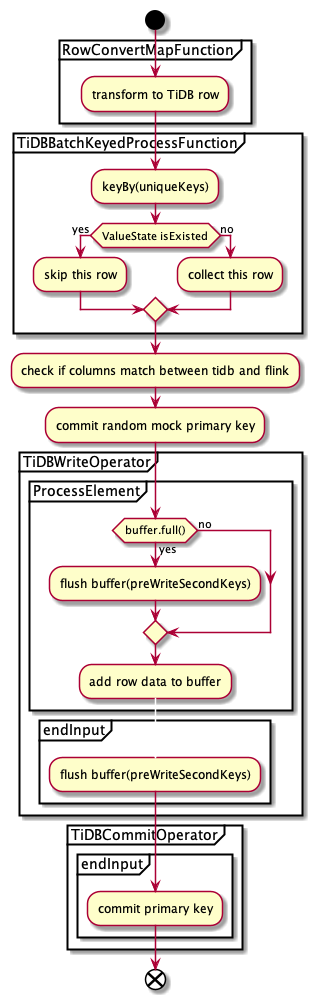 RowConvertMapFunction
transform to TiDB row
TiDBBatchKeyedProcessFunction
keyBy(uniqueKeys)
yes
ValueState isExisted
no
skip this row
collect this row
check if columns match between tidb and flink
commit random mock primary key
TiDBWriteOperator
ProcessElement
buffer.full()
no
yes
flush buffer(preWriteSecondKeys)
add row data to buffer
endInput
flush buffer(preWriteSecondKeys)
TiDBCommitOperator
endInput
commit primary key